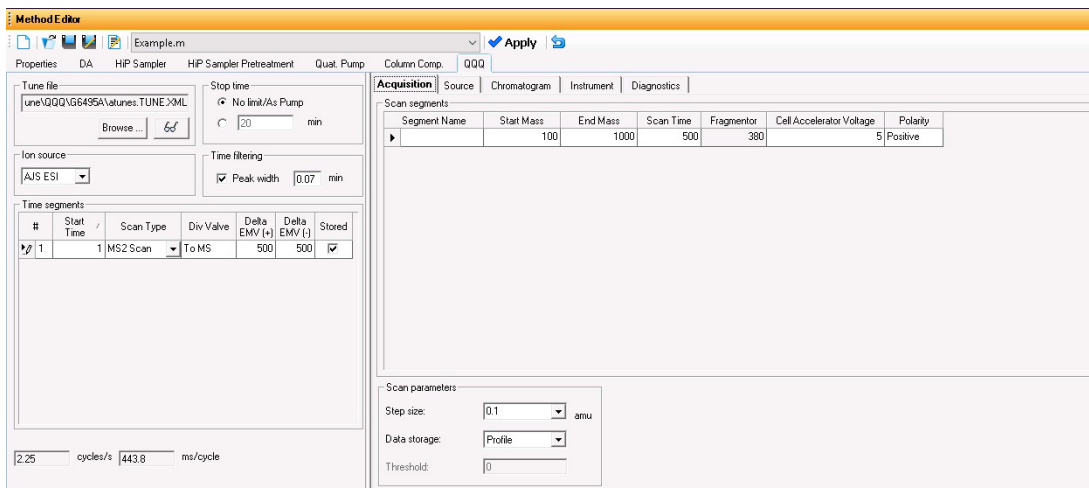 Method Editor
Example.m Apply
Properties DA HiP Sampler HiP Sampler Pretreatment Quat. Pump Column Comp. QQQ
Tune file
une\QQQ\G6495A\atunes.TUNE.XML
Browse ...
Stop time
No limit/As Pump
20 min
Ion source
AJS ESI
Time filtering
Peak width 0.07 min
Time segments
# Start Time / Scan Type Div Valve Delta EMV (+) Delta EMV (-) Stored
1 1 MS2 Scan To MS 500 500
2.25 cycles/s 443.8 ms/cycle
Acquisition Source Chromatogram Instrument Diagnostics
Scan segments
Segment Name Start Mass End Mass Scan Time Fragmentor Cell Accelerator Voltage Polarity
100 1000 500 380 5 Positive
Scan parameters
Step size: 0.1 amu
Data storage: Profile
Threshold: 0